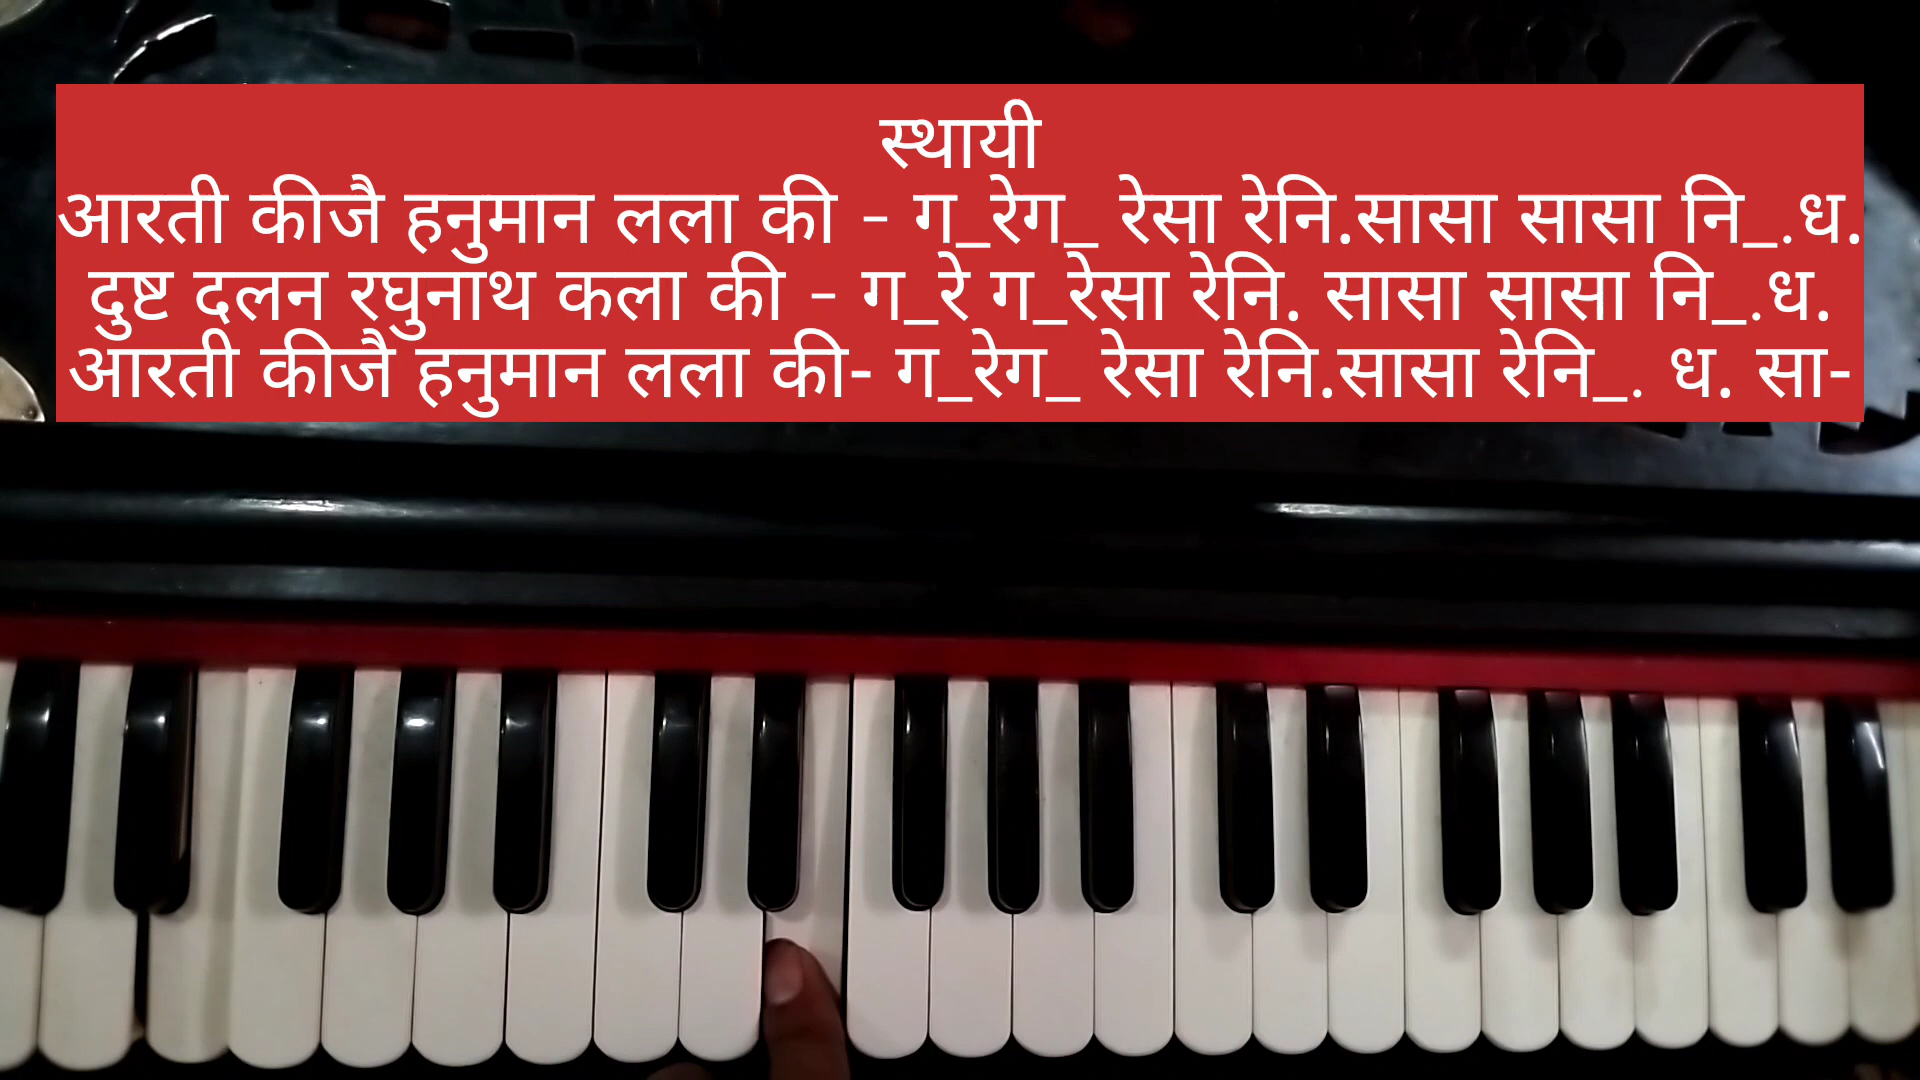 स्थायी
आरती कीजै हनुमान लला की - ग_रेग_ रेसा रेनि.सासा सासा नि_.ध.
दुष्ट दलन रघुनाथ कला की - ग_रे ग_रेसा रेनि. सासा सासा नि_.ध.
आरती कीजै हनुमान लला की- ग_रेग_ रेसा रेनि.सासा रेनि_. ध. सा-